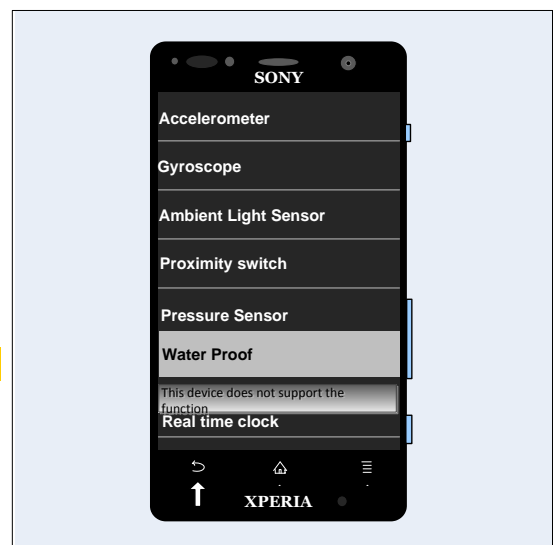 SONY
Accelerometer
Gyroscope
Ambient Light Sensor
Proximity switch
Pressure Sensor
Water Proof
This device does not support the
function
Real time clock
XPERIA